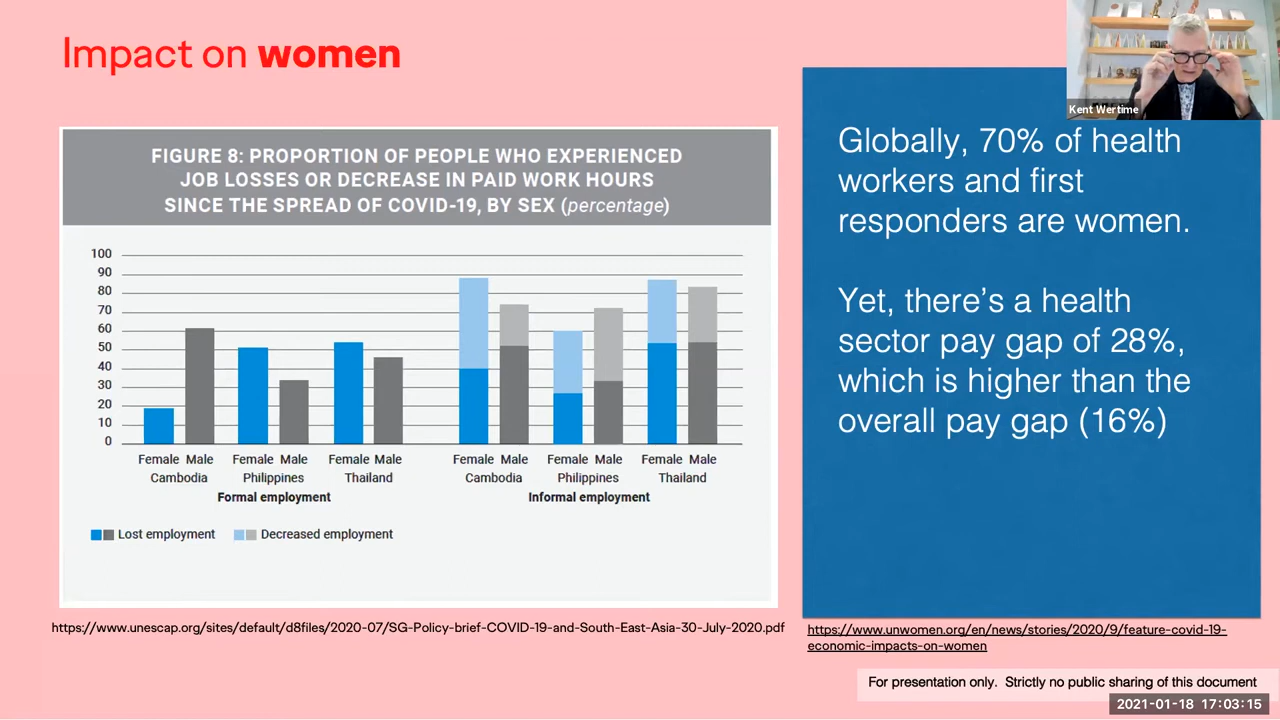 Impact on women
Kent Wertime
FIGURE 8: PROPORTION OF PEOPLE WHO EXPERIENCED
JOB LOSSES OR DECREASE IN PAID WORK HOURS
SINCE THE SPREAD OF COVID-19, BY SEX (percentage)
100
90
80
70
60
50
40
30
20
10
0
Female Male Female Male Female Male Female Male Female Male Female Male
Cambodia Philippines Thailand Cambodia Philippines Thailand
Formal employment Informal employment
Lost employment Decreased employment
https://www.unescap.org/sites/default/d8files/2020-07/SG-Policy-brief-COVID-19-and-South-East-Asia-30-July-2020.pdf
Globally, 70% of health
workers and first
responders are women.
Yet, there’s a health
sector pay gap of 28%,
which is higher than the
overall pay gap (16%)
https://www.unwomen.org/en/news/stories/2020/9/feature-covid-19-
economic-impacts-on-women
For presentation only. Strictly no public sharing of this document
2021-01-18 17:03:15